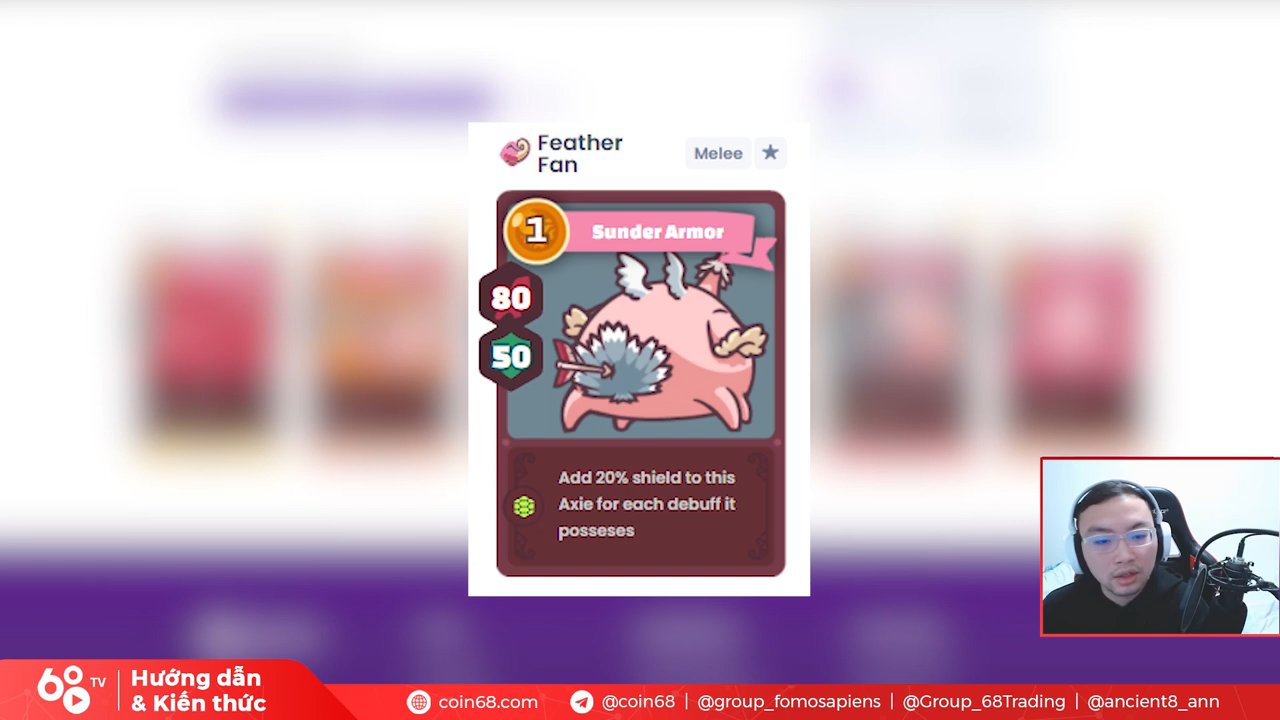 Feather
Fan
Melee
1
Sunder Armor
80
50
Add 20% shield to this
Axie for each debuff it
posseses
68 TV
Hướng dẫn
& Kiến thức
coin68.com
@coin68 | @group_fomosapiens | @Group_68Trading | @ancient8_ann